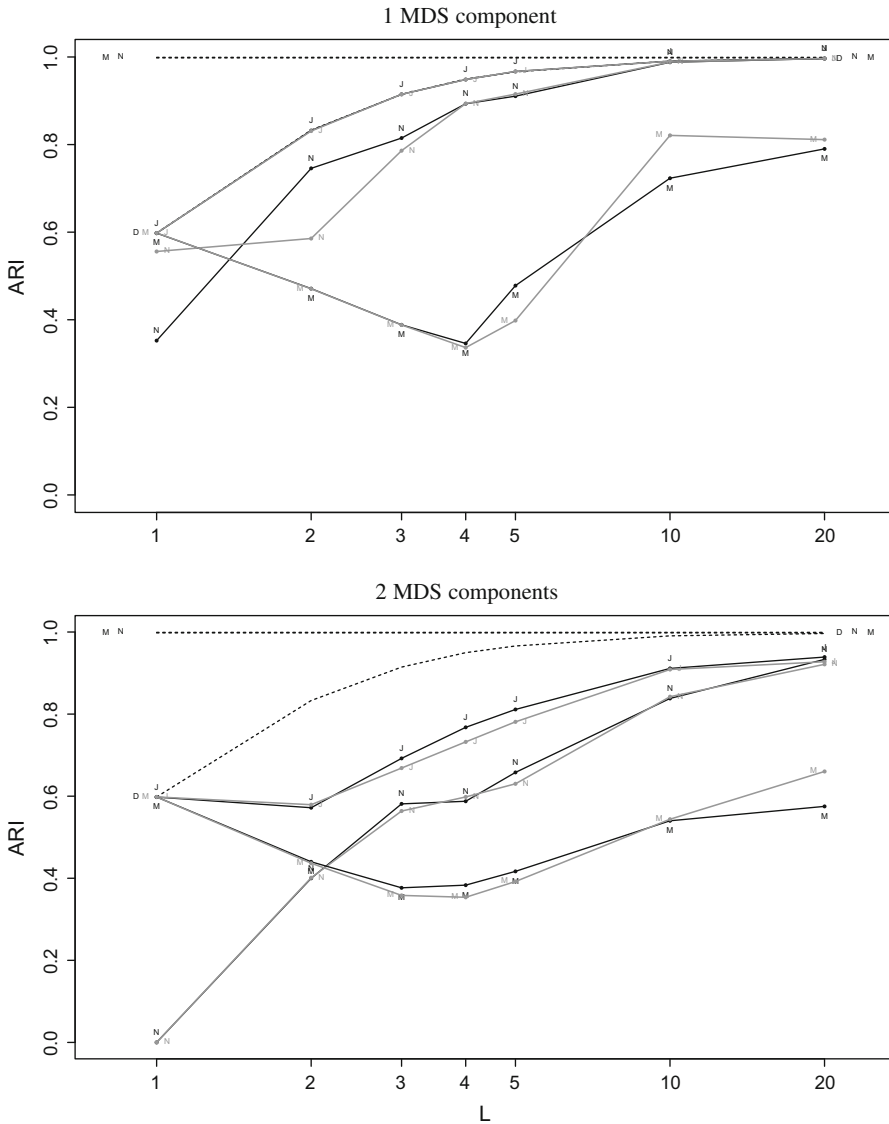 1 MDS component
M N
1.0
0.8
0.6
0.4
0.2
0.0
ARI
J J J J J
N N N N N
D M J
M M M M M M M
D N M
1 2 3 4 5 10 20
2 MDS components
M N
1.0
0.8
0.6
0.4
0.2
0.0
ARI
D N M
D M J
J J J J J
N N N N N
M M M M M M
1 2 3 4 5 10 20
L